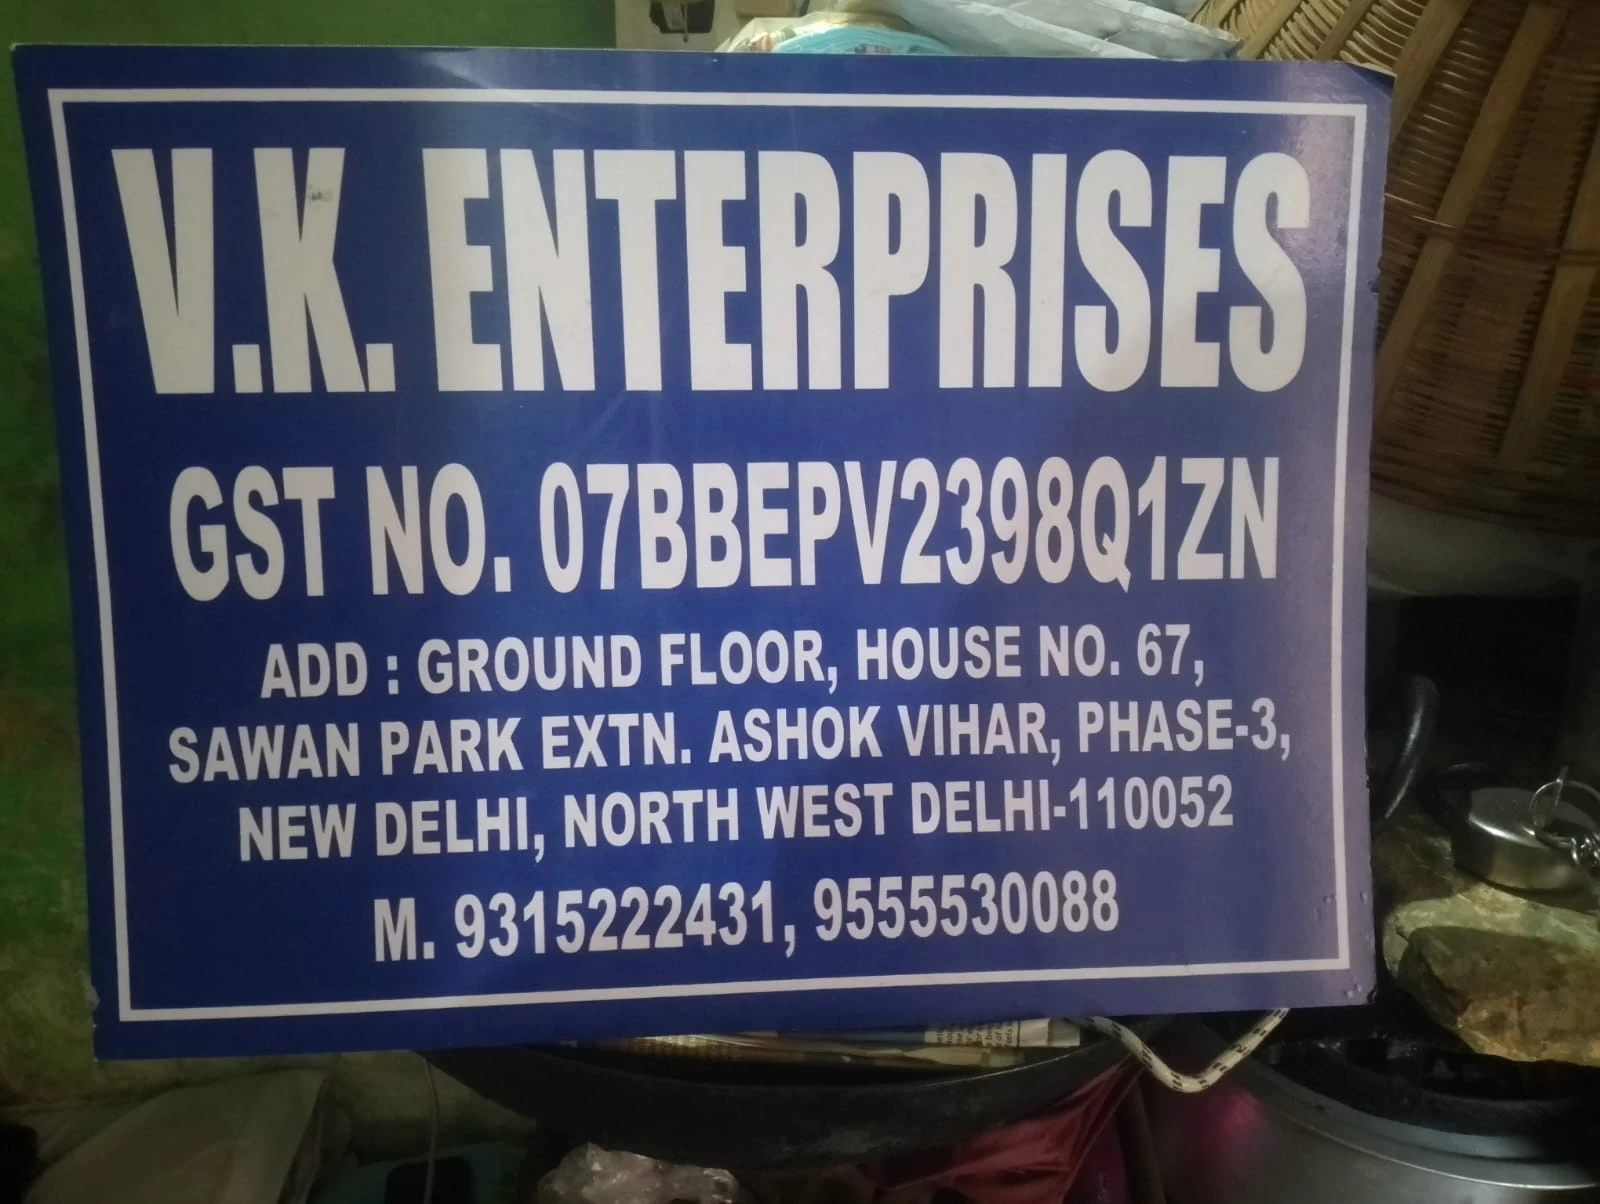 V.K. ENTERPRISES
GST NO. 07BBEPV2398Q1ZN
ADD : GROUND FLOOR, HOUSE NO. 67,
SAWAN PARK EXTN. ASHOK VIHAR, PHASE-3,
NEW DELHI, NORTH WEST DELHI-110052
M. 9315222431, 9555530088